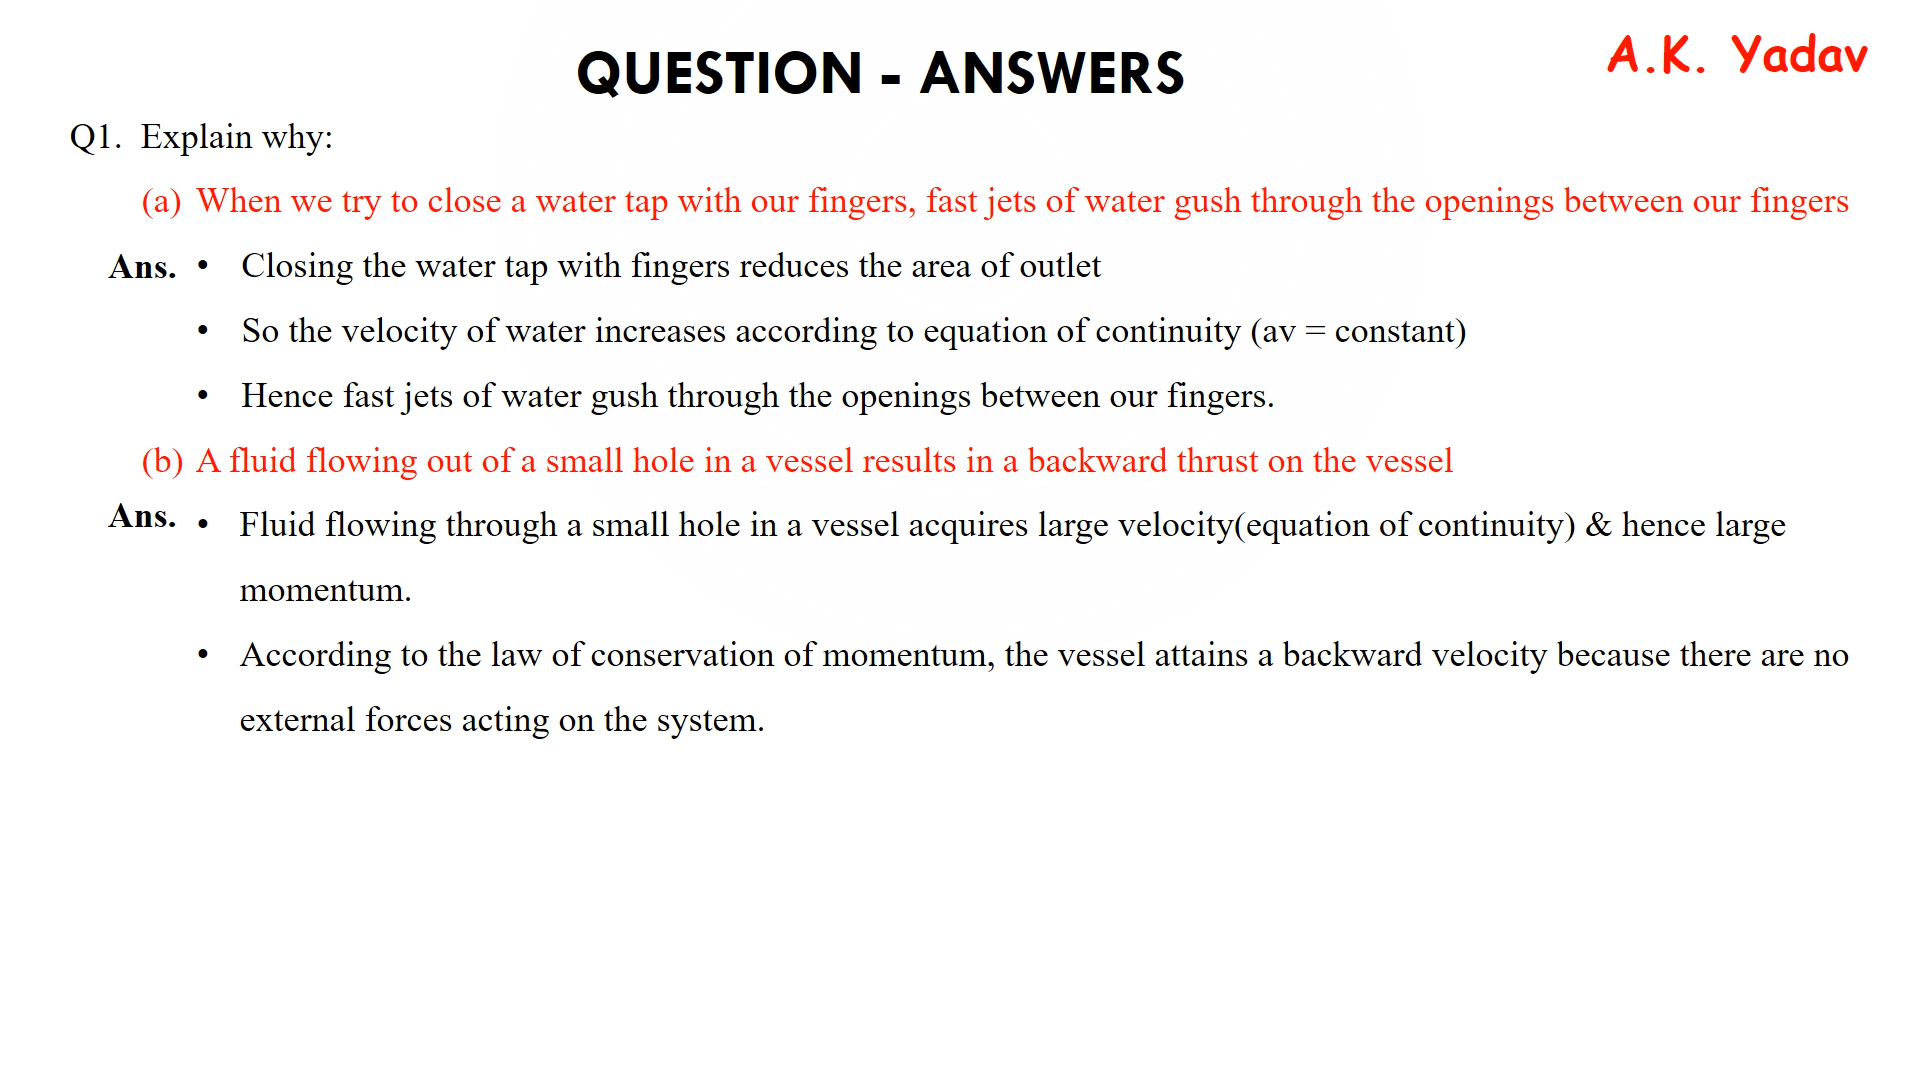 QUESTION - ANSWERS
A.K. Yadav
Q1. Explain why:
(a) When we try to close a water tap with our fingers, fast jets of water gush through the openings between our fingers
Ans. • Closing the water tap with fingers reduces the area of outlet
• So the velocity of water increases according to equation of continuity (av = constant)
• Hence fast jets of water gush through the openings between our fingers.
(b) A fluid flowing out of a small hole in a vessel results in a backward thrust on the vessel
Ans. • Fluid flowing through a small hole in a vessel acquires large velocity(equation of continuity) & hence large
momentum.
• According to the law of conservation of momentum, the vessel attains a backward velocity because there are no
external forces acting on the system.